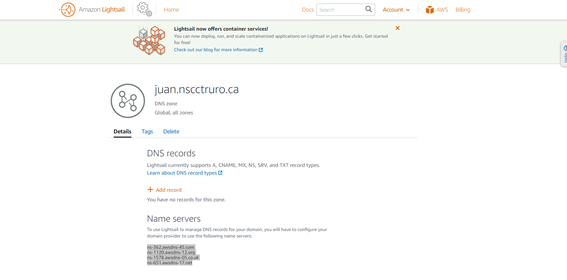 Amazon Lightsail
Home
Docs
Search
Account
AWS
Billing
Lightsail now offers container services!
You can now deploy, run, and scale containerized applications on Lightsail in just a few clicks. Get started
for free!
Check out our blog for more information
juan.nscctruro.ca
DNS zone
Global, all zones
Details
Tags
Delete
DNS records
Lightsail currently supports A, CNAME, MX, NS, SRV, and TXT record types.
Learn about DNS record types
+ Add record
You have no records for this zone.
Name servers
To use Lightsail to manage DNS records for your domain, you will have to configure your
domain provider to use the following name servers:
ns-362.awsdns-45.com
ns-1130.awsdns-13.org
ns-1578.awsdns-05.co.uk
ns-651.awsdns-17.net